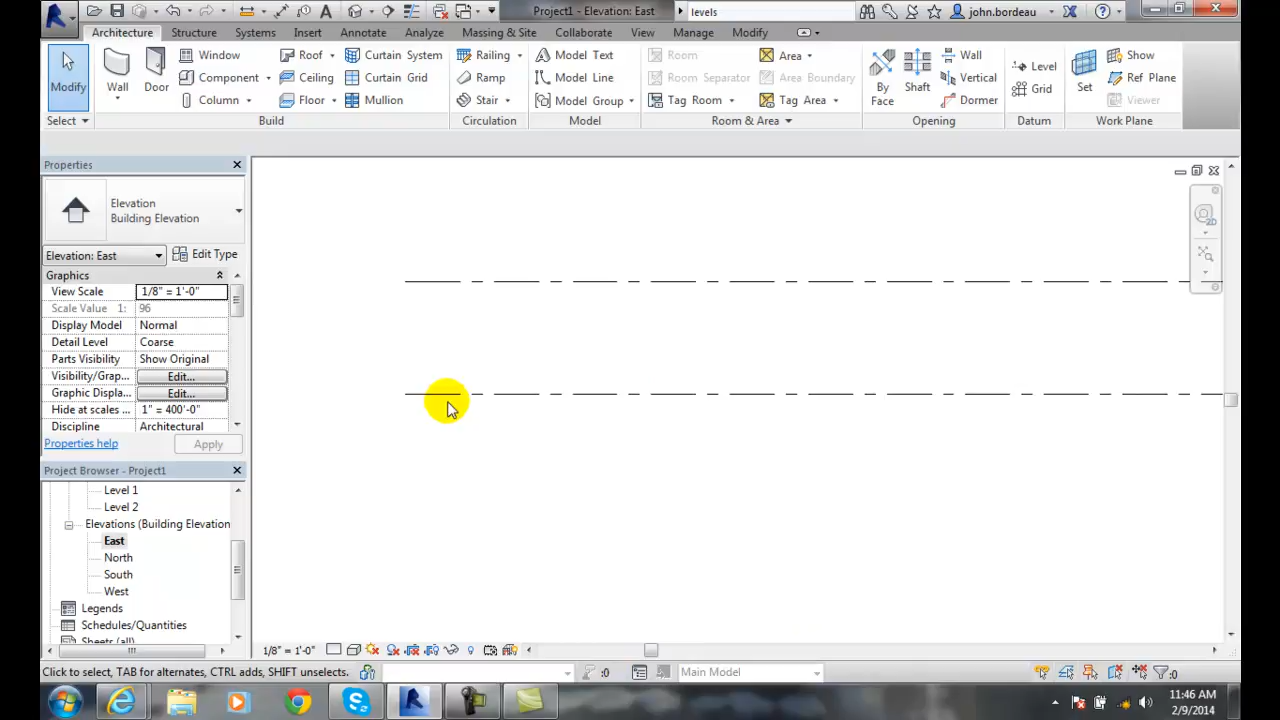 Project1 - Elevation: East
levels
john.bordeau
Architecture Structure Systems Insert Annotate Analyze Massing & Site Collaborate View Manage Modify
Modify
Select
Wall
Door
Window
Component
Column
Roof
Ceiling
Floor
Curtain System
Curtain Grid
Mullion
Build
Railing
Ramp
Stair
Circulation
Model Text
Model Line
Model Group
Model
Room
Room Separator
Tag Room
Area
Area Boundary
Tag Area
Room & Area
By Face
Shaft
Wall
Vertical
Dormer
Opening
Level
Grid
Datum
Set
Show
Ref Plane
Viewer
Work Plane
Properties
Elevation
Building Elevation
Elevation: East
Edit Type
Graphics
View Scale 1/8" = 1'-0"
Scale Value 1: 96
Display Model Normal
Detail Level Coarse
Parts Visibility Show Original
Visibility/Grap... Edit...
Graphic Displa... Edit...
Hide at scales ... 1" = 400'-0"
Discipline Architectural
Properties help
Apply
Project Browser - Project1
Level 1
Level 2
Elevations (Building Elevation
East
North
South
West
Legends
Schedules/Quantities
Sheets (all)
2D
1/8" = 1'-0"
Click to select, TAB for alternates, CTRL adds, SHIFT unselects.
:0
Main Model
:0
11:46 AM
2/9/2014